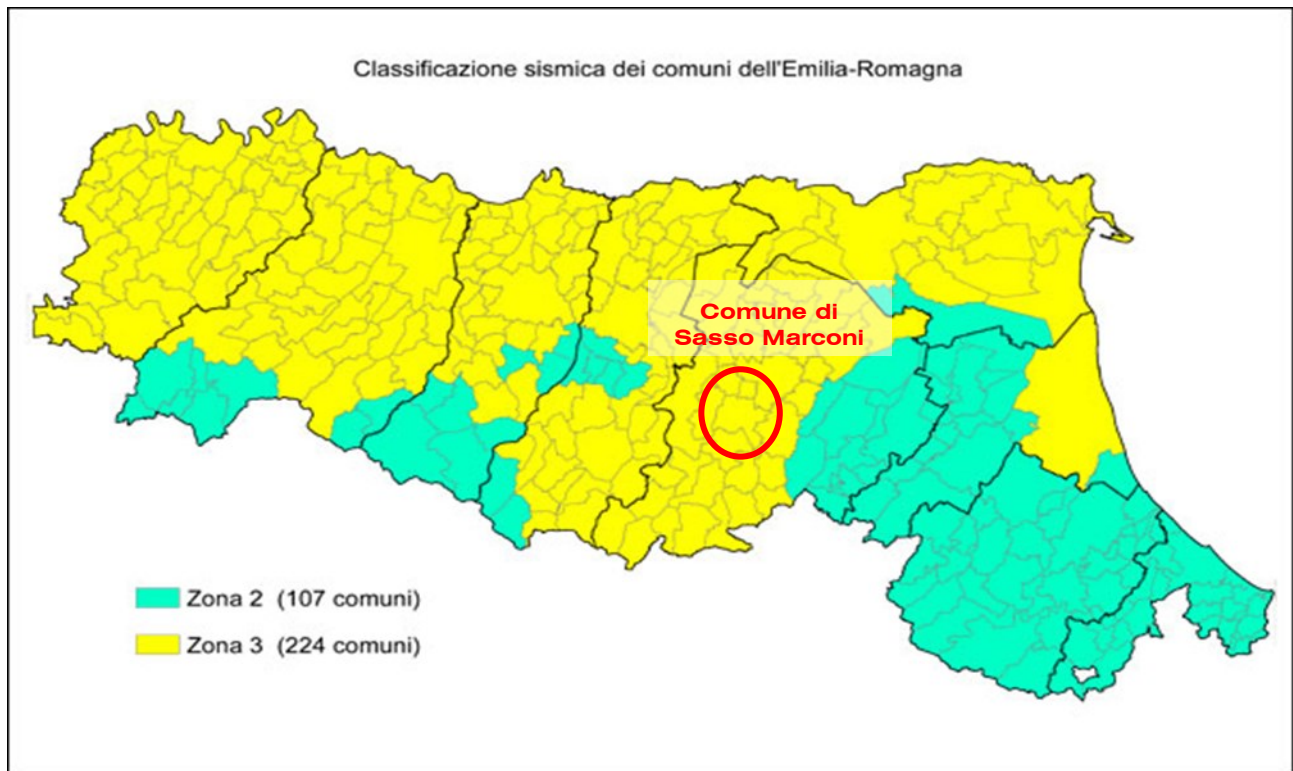 Classificazione sismica dei comuni dell'Emilia-Romagna
Comune di
Sasso Marconi
Zona 2 (107 comuni)
Zona 3 (224 comuni)